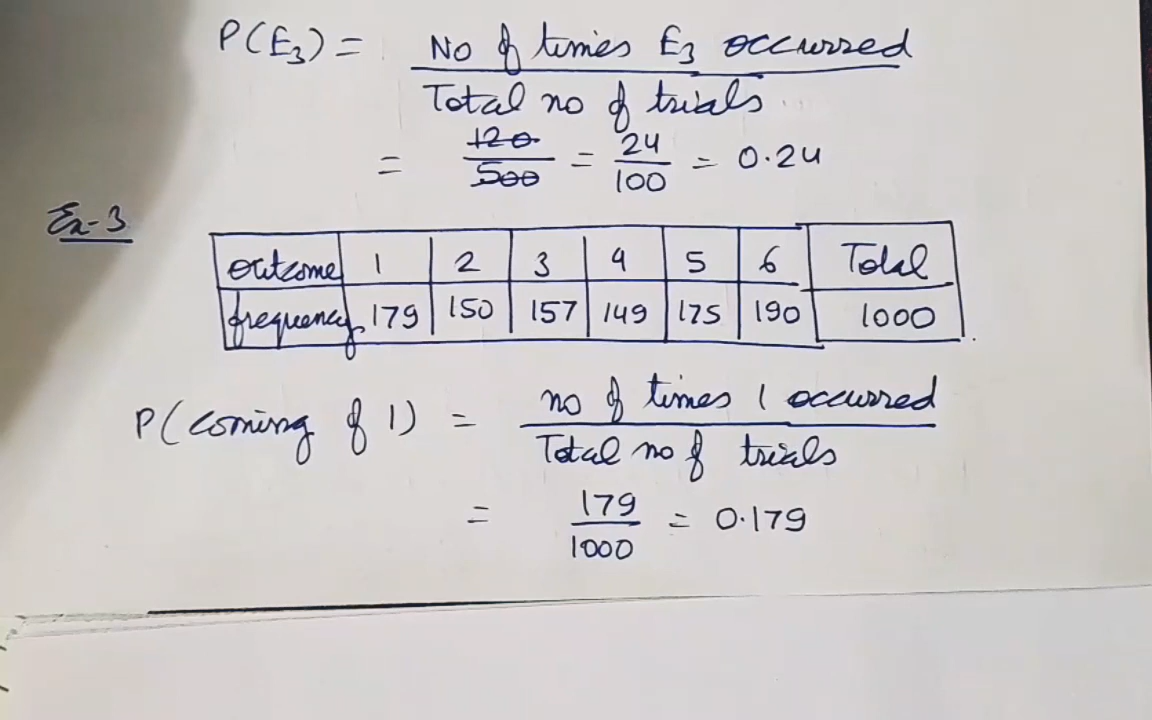 P(E3) = No of times E3 occurred
Total no of trials
= 120/500 = 24/100 = 0.24
Ex-3
outcome 1 2 3 4 5 6 Total
frequency 179 150 157 149 175 190 1000
P(coming of 1) = no of times 1 occurred
Total no of trials
= 179/1000 = 0.179